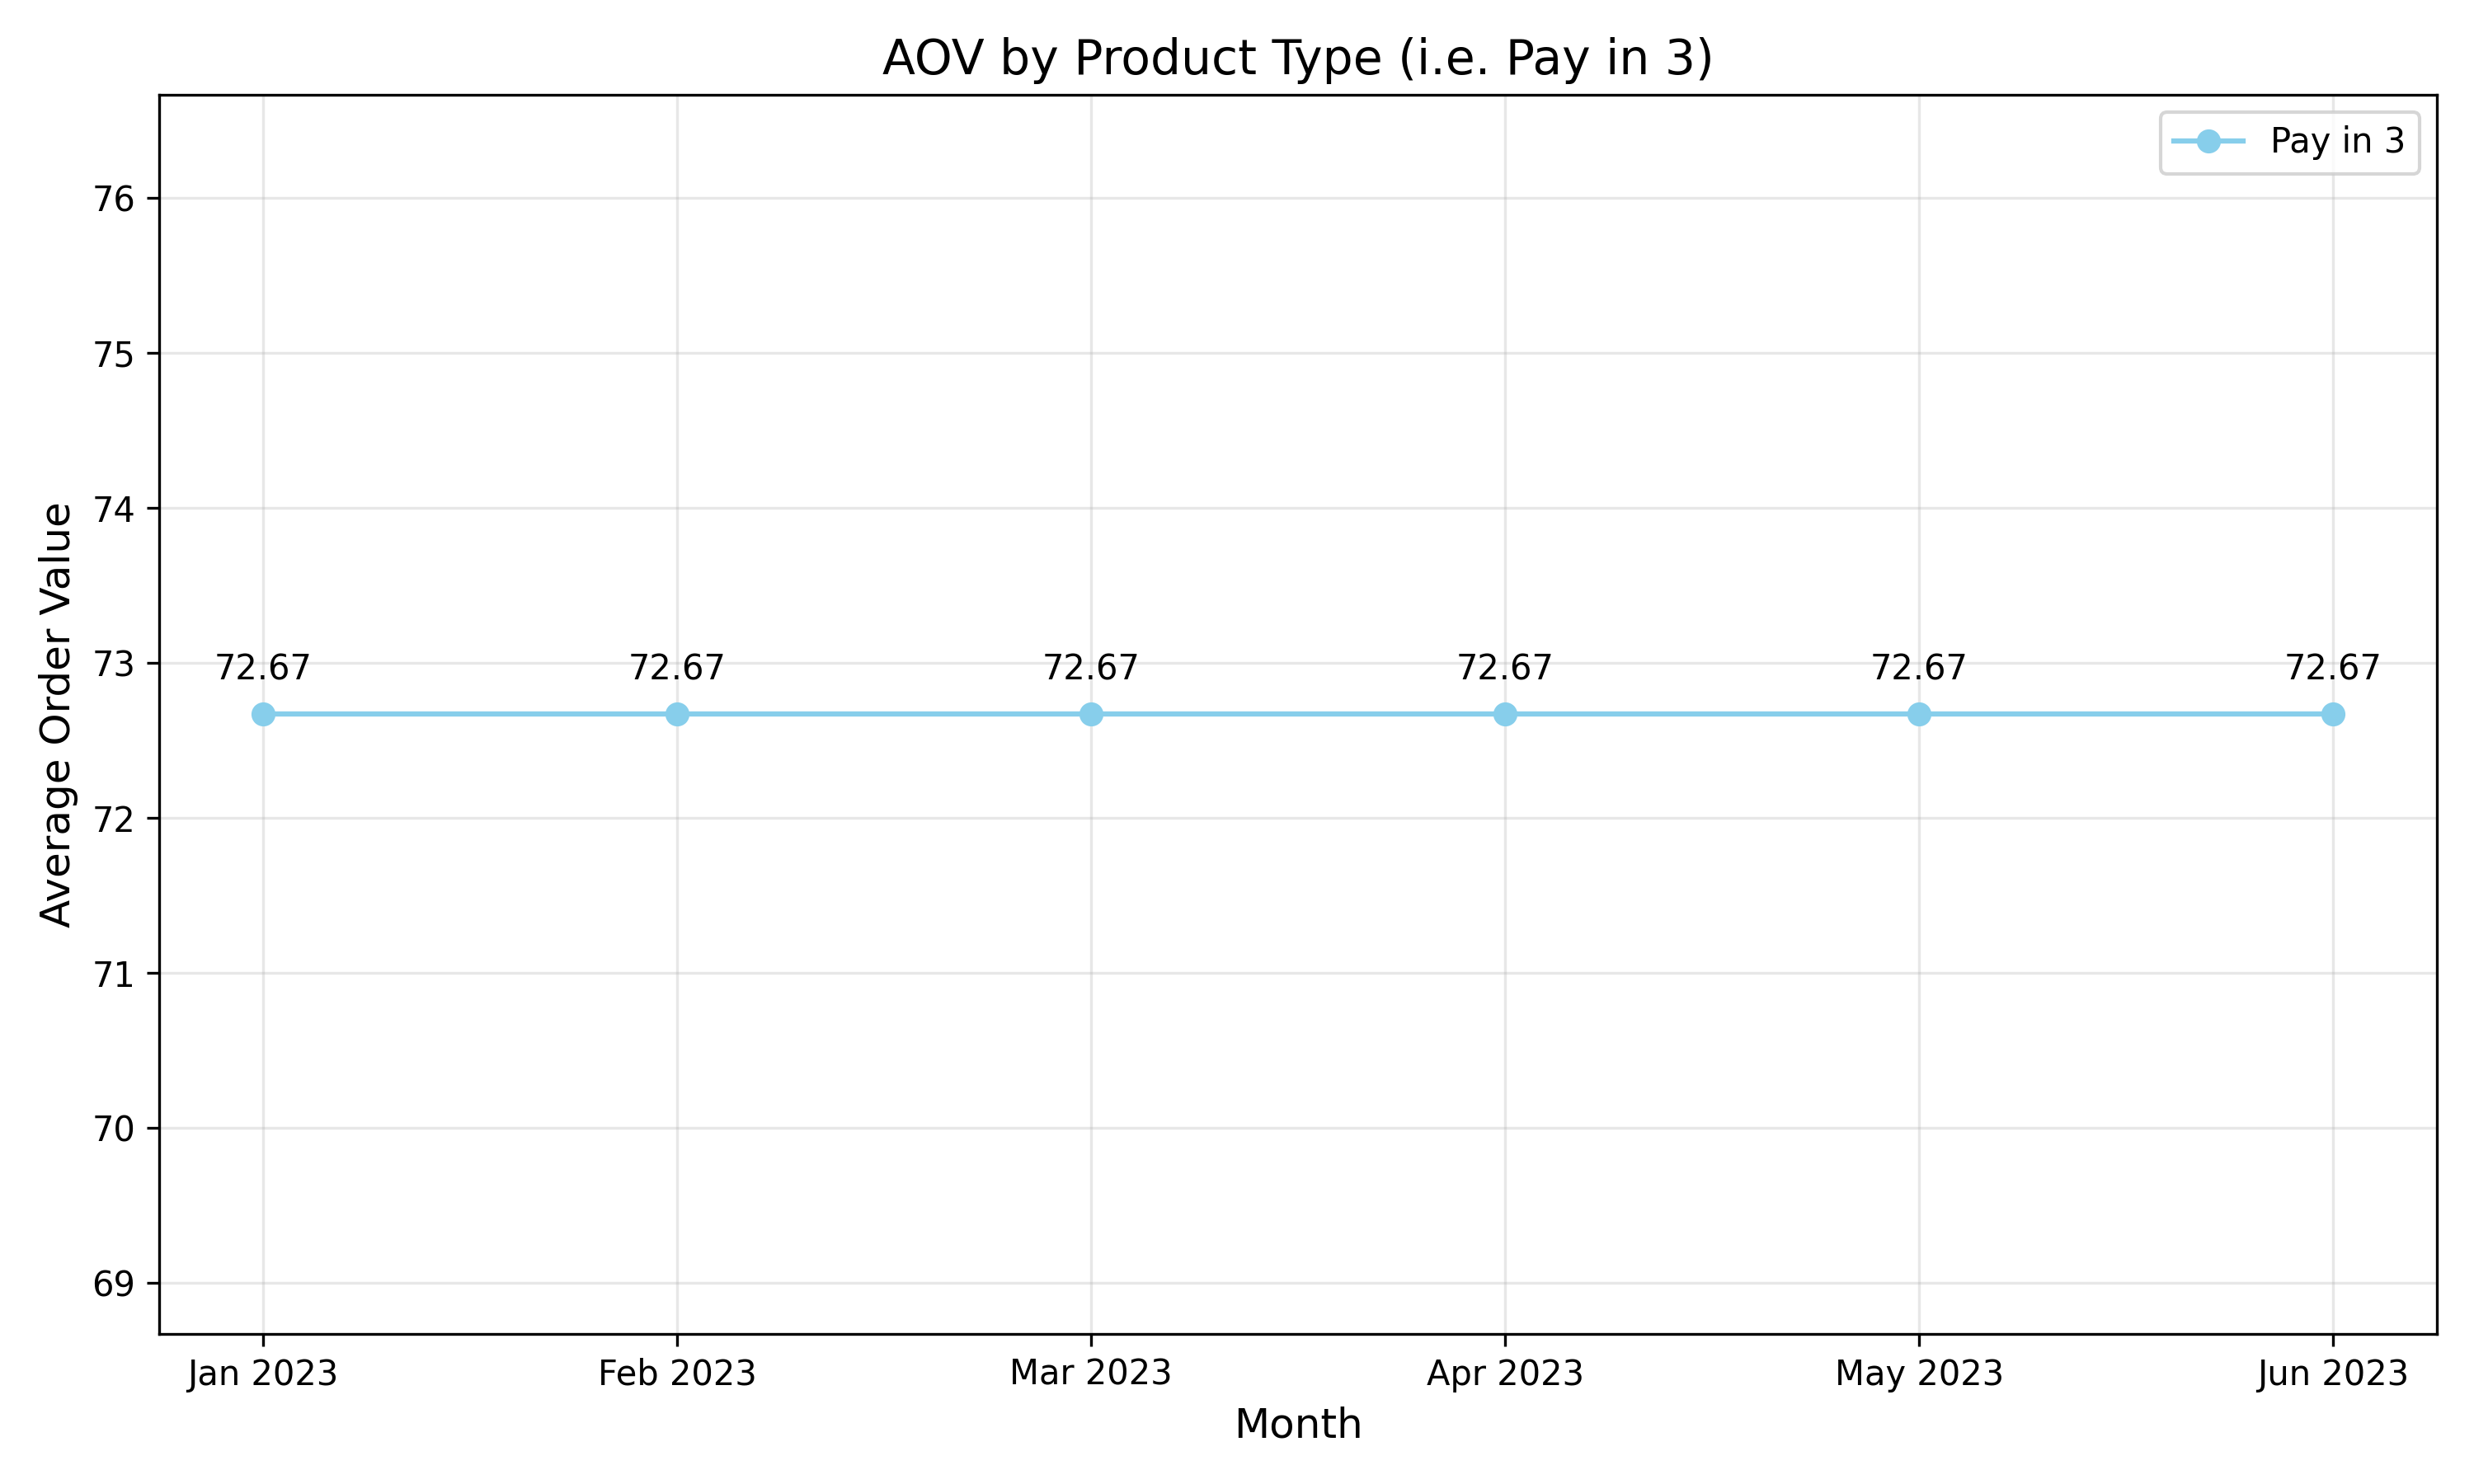 AOV by Product Type (i.e. Pay in 3)
Pay in 3
Average Order Value
76
75
74
73
72
71
70
69
72.67 72.67 72.67 72.67 72.67 72.67
Jan 2023 Feb 2023 Mar 2023 Apr 2023 May 2023 Jun 2023
Month